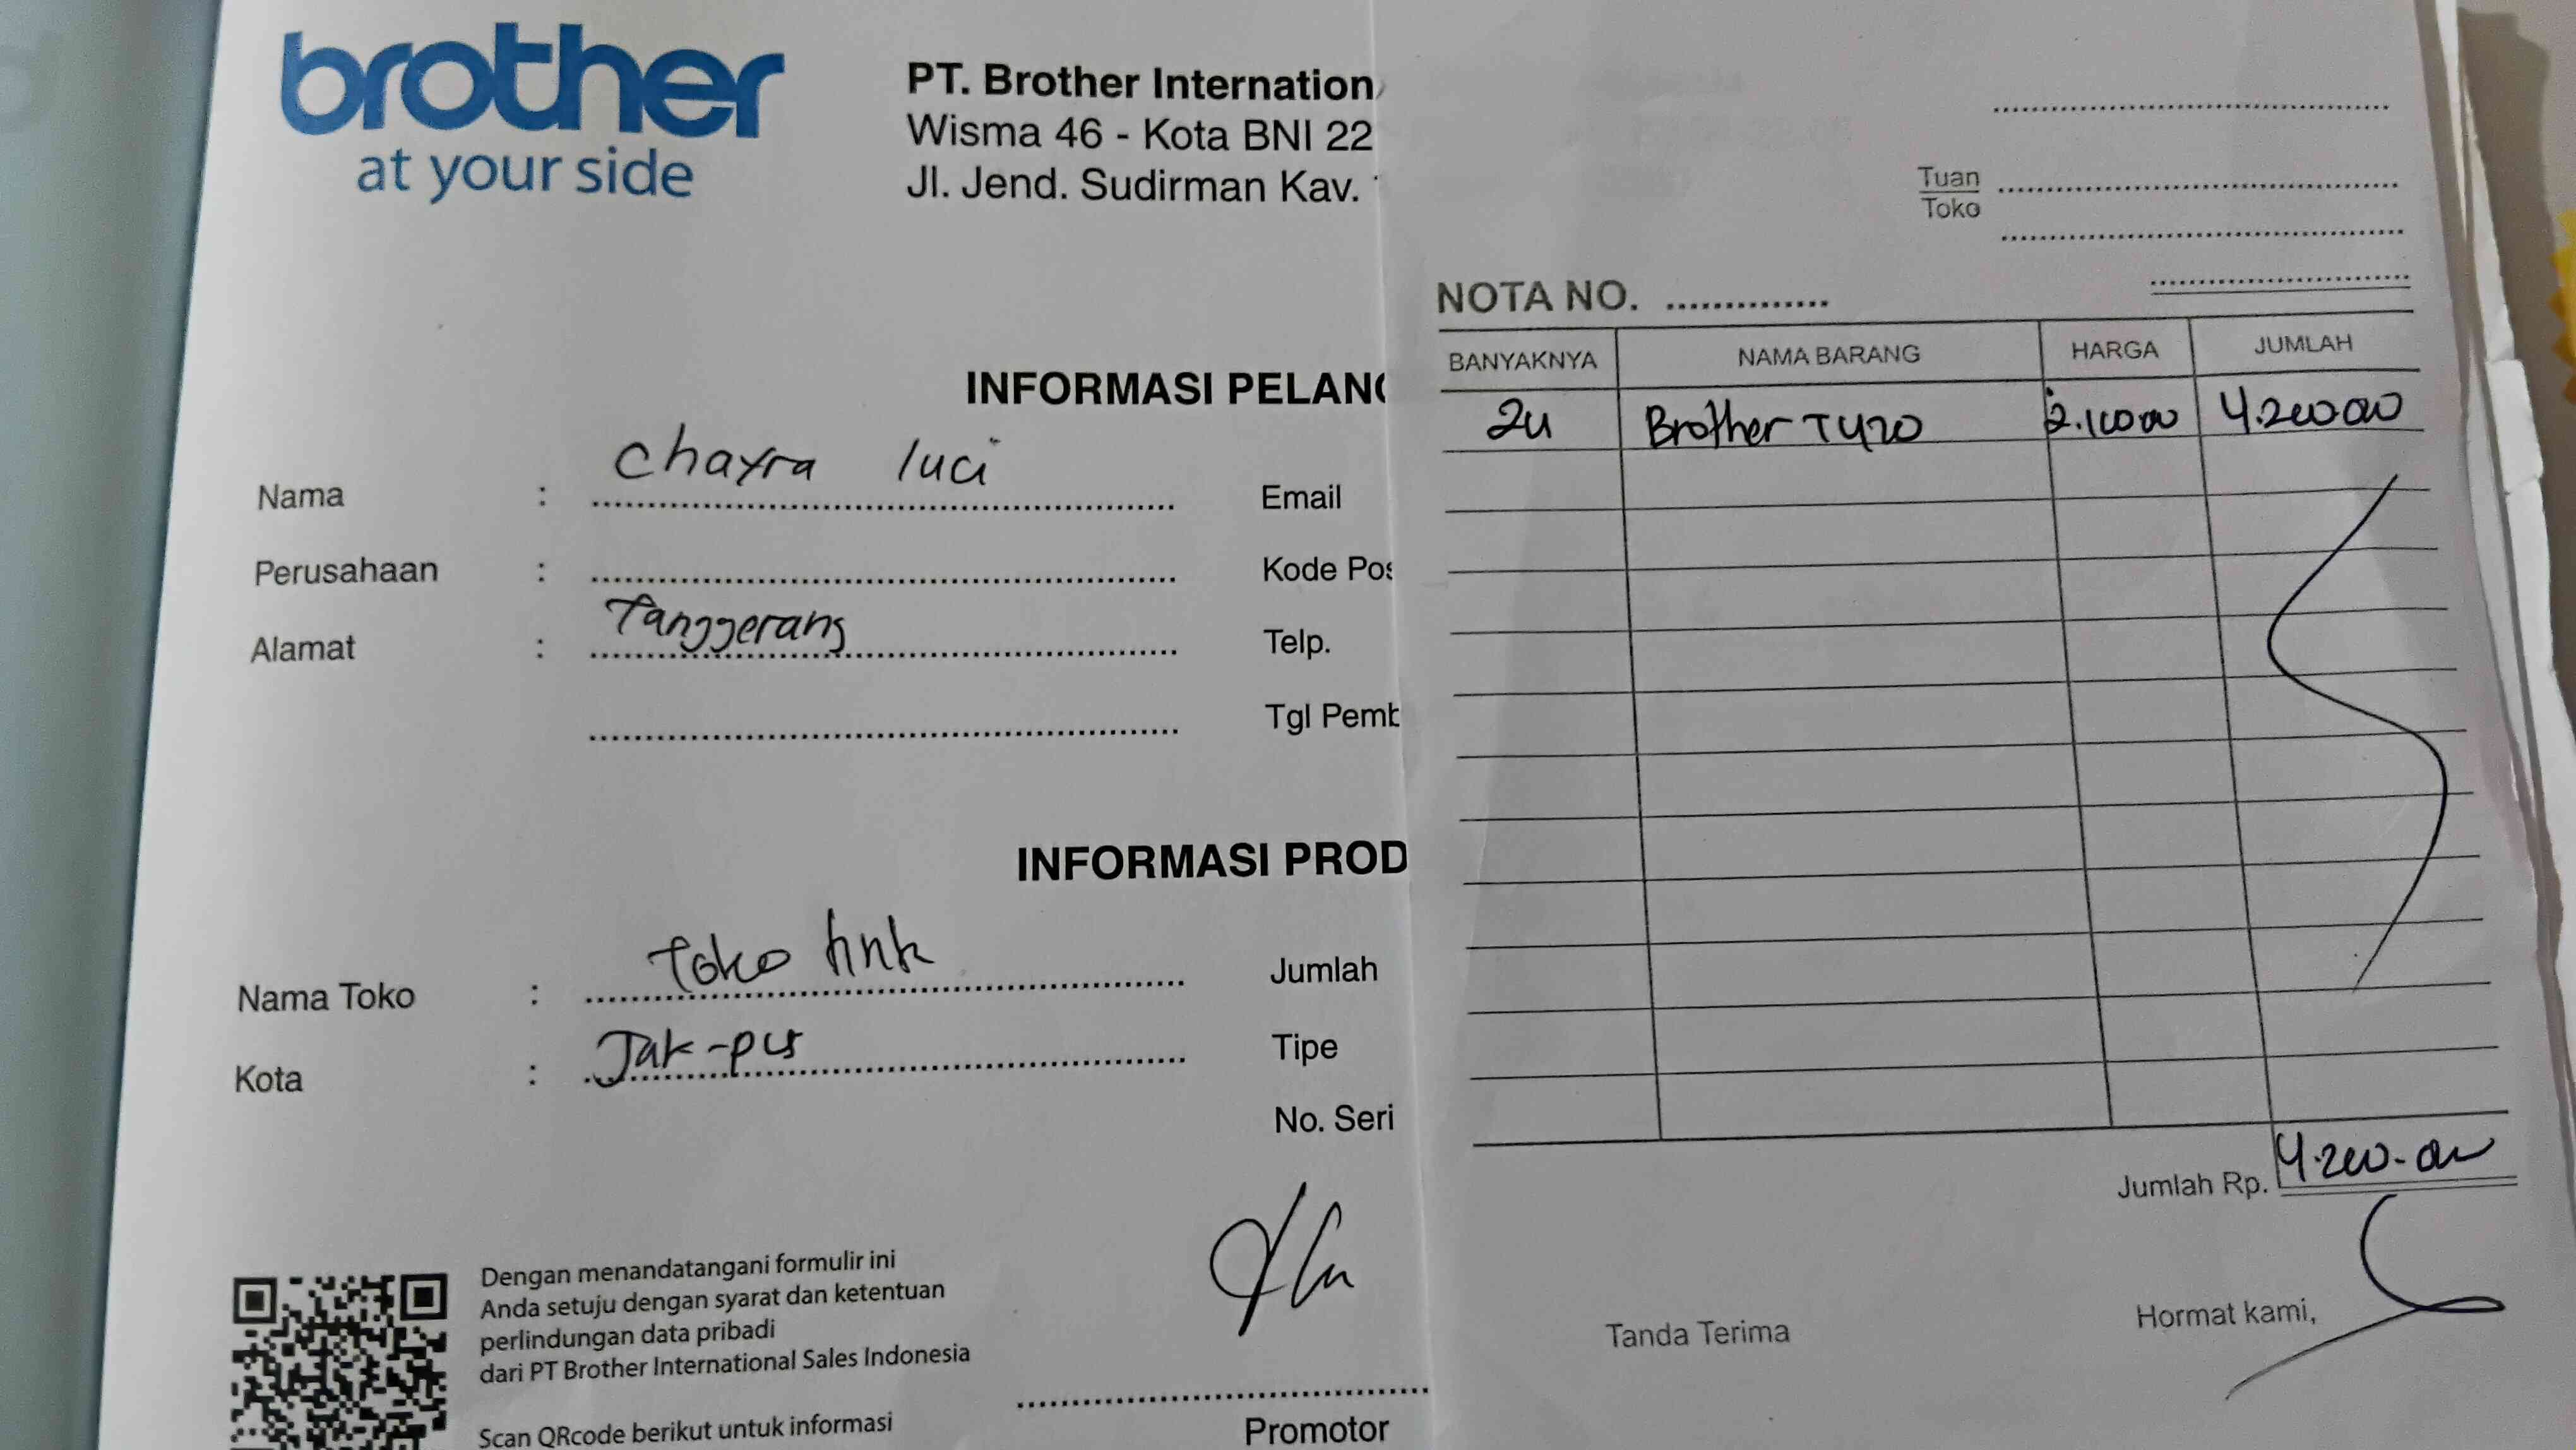 brother
at your side
PT. Brother Internation
Wisma 46 - Kota BNI 22
Jl. Jend. Sudirman Kav.
INFORMASI PELANG
Nama : chayra luci
Email
Perusahaan :
Kode Pos
Alamat : Tanggerang
Telp.
Tgl Pemb
INFORMASI PROD
Nama Toko : Toko
Jumlah
Kota : Jak-pus
Tipe
No. Seri
Dengan menandatangani formulir ini
Anda setuju dengan syarat dan ketentuan
perlindungan data pribadi
dari PT Brother International Sales Indonesia
Scan QRcode berikut untuk informasi
Promotor
Tuan
Toko
NOTA NO.
BANYAKNYA NAMA BARANG HARGA JUMLAH
2u Brother T420 2.100.000 4.200.000
Jumlah Rp. 4.200.000
Tanda Terima
Hormat kami,